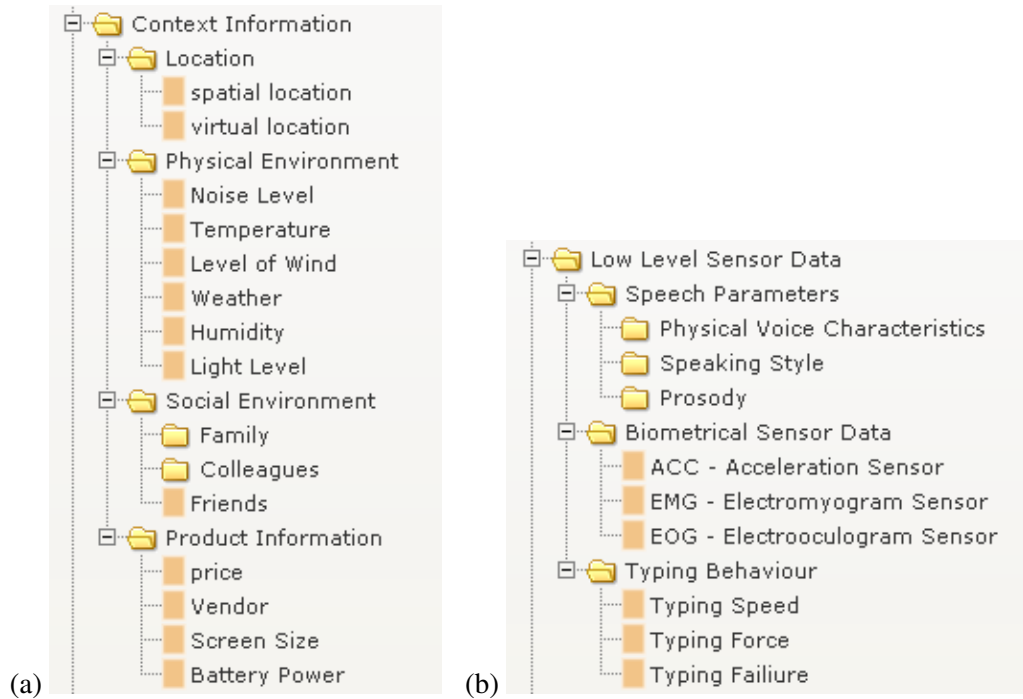 Context Information
Location
spatial location
virtual location
Physical Environment
Noise Level
Temperature
Level of Wind
Weather
Humidity
Light Level
Social Environment
Family
Colleagues
Friends
Product Information
price
Vendor
Screen Size
Battery Power
(a)
Low Level Sensor Data
Speech Parameters
Physical Voice Characteristics
Speaking Style
Prosody
Biometrical Sensor Data
ACC - Acceleration Sensor
EMG - Electromyogram Sensor
EOG - Electrooculogram Sensor
Typing Behaviour
Typing Speed
Typing Force
Typing Failiure
(b)